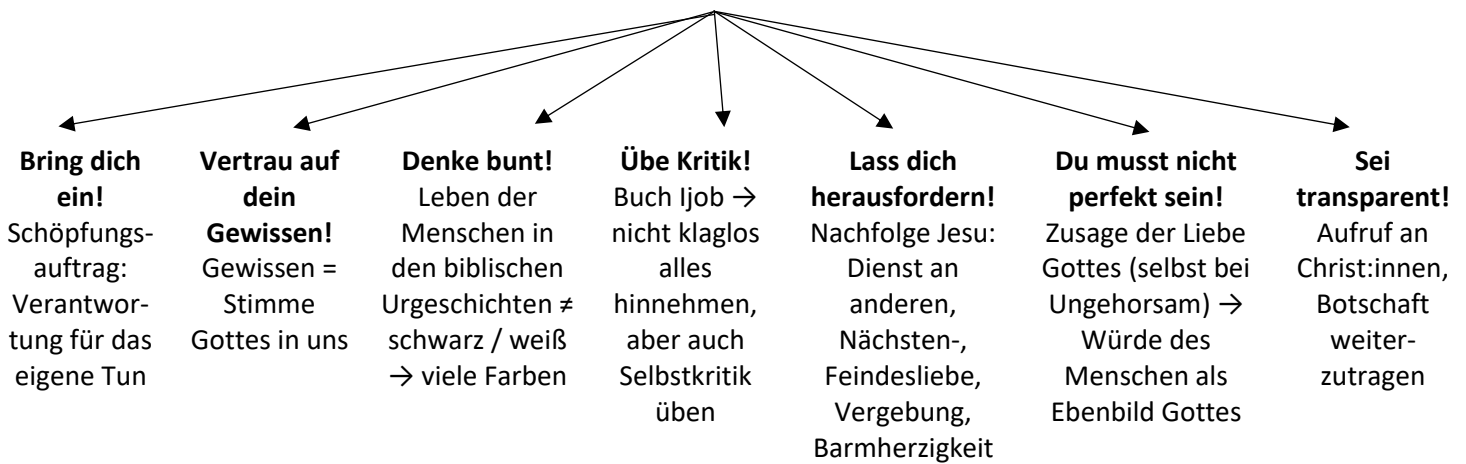 Bring dich
ein!
Schöpfungs-
auftrag:
Verantwor-
tung für das
eigene Tun
Vertrau auf
dein
Gewissen!
Gewissen =
Stimme
Gottes in uns
Denke bunt!
Leben der
Menschen in
den biblischen
Urgeschichten ≠
schwarz / weiß
→ viele Farben
Übe Kritik!
Buch Ijob →
nicht klaglos
alles
hinnehmen,
aber auch
Selbstkritik
üben
Lass dich
herausfordern!
Nachfolge Jesu:
Dienst an
anderen,
Nächsten-,
Feindesliebe,
Vergebung,
Barmherzigkeit
Du musst nicht
perfekt sein!
Zusage der Liebe
Gottes (selbst bei
Ungehorsam) →
Würde des
Menschen als
Ebenbild Gottes
Sei
transparent!
Aufruf an
Christ:innen,
Botschaft
weiter-
zutragen